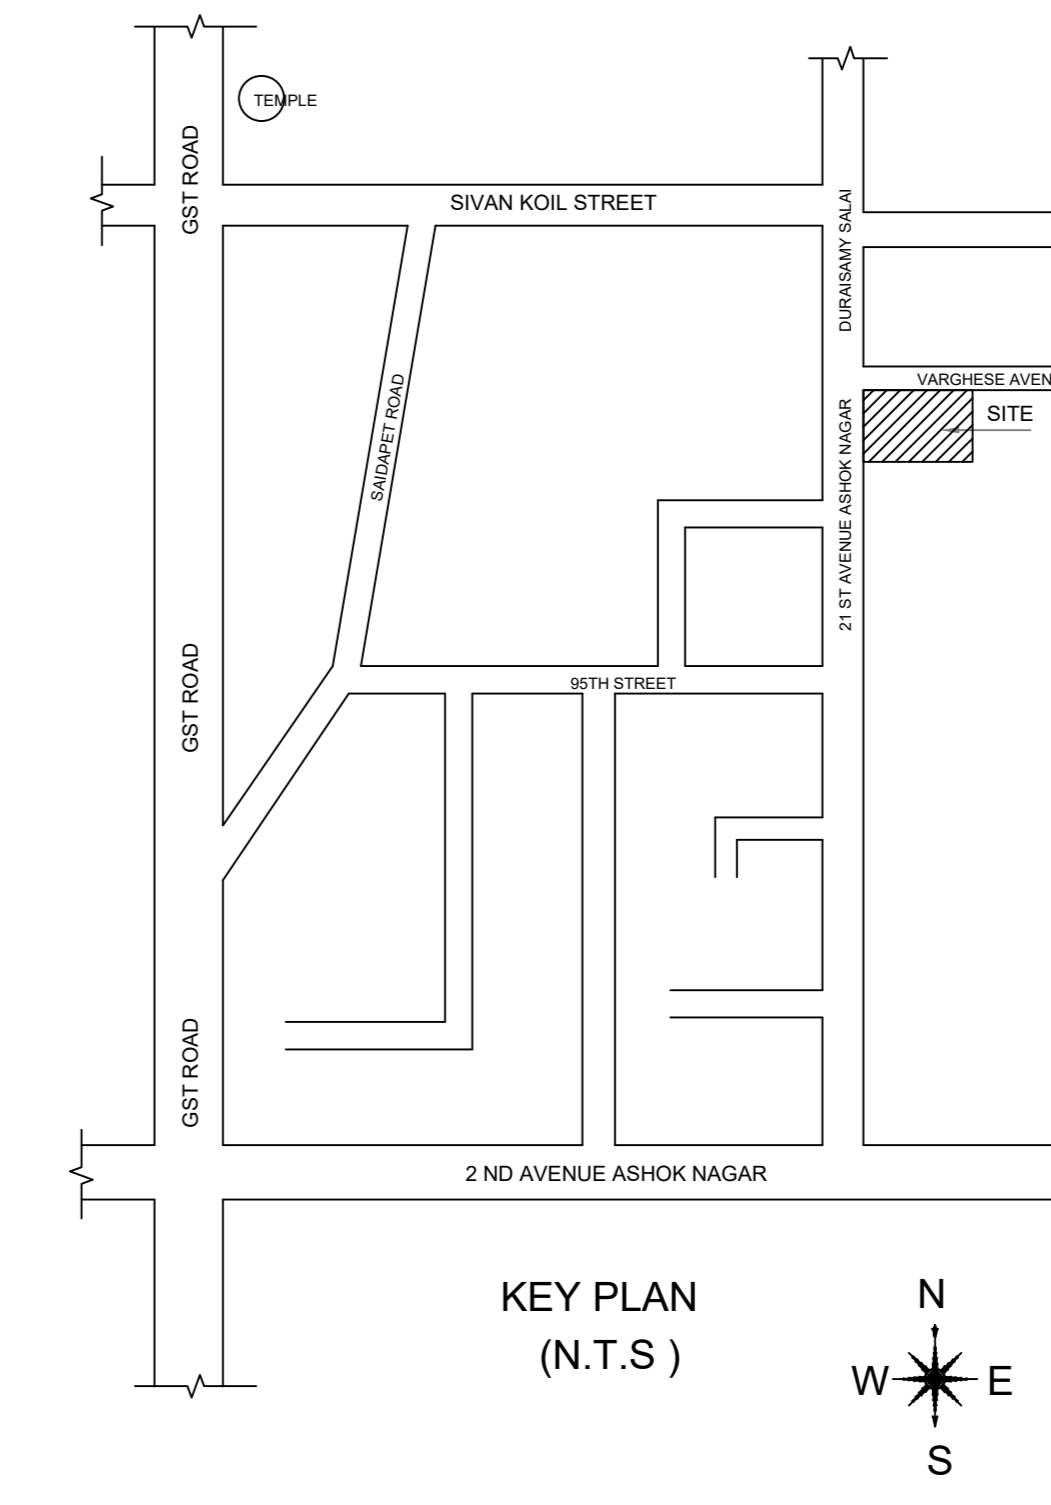 TEMPLE
GST ROAD
SIVAN KOIL STREET
DURAISAMY SALAI
VARGHESE AVEN
SITE
SAIDAPET ROAD
21 ST AVENUE ASHOK NAGAR
GST ROAD
95TH STREET
GST ROAD
2 ND AVENUE ASHOK NAGAR
KEY PLAN
(N.T.S )
N
W
E
S